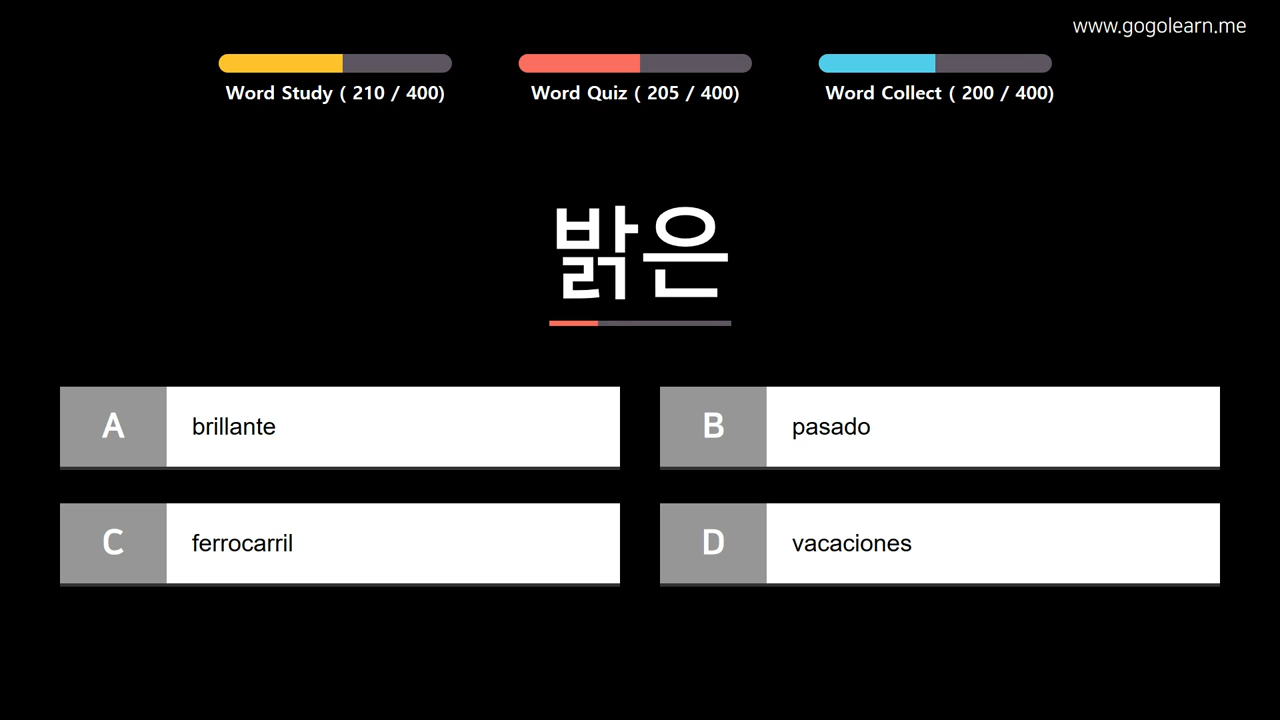 www.gogolearn.me
Word Study ( 210 / 400)
Word Quiz ( 205 / 400)
Word Collect ( 200 / 400)
밝은
A brillante
B pasado
C ferrocarril
D vacaciones